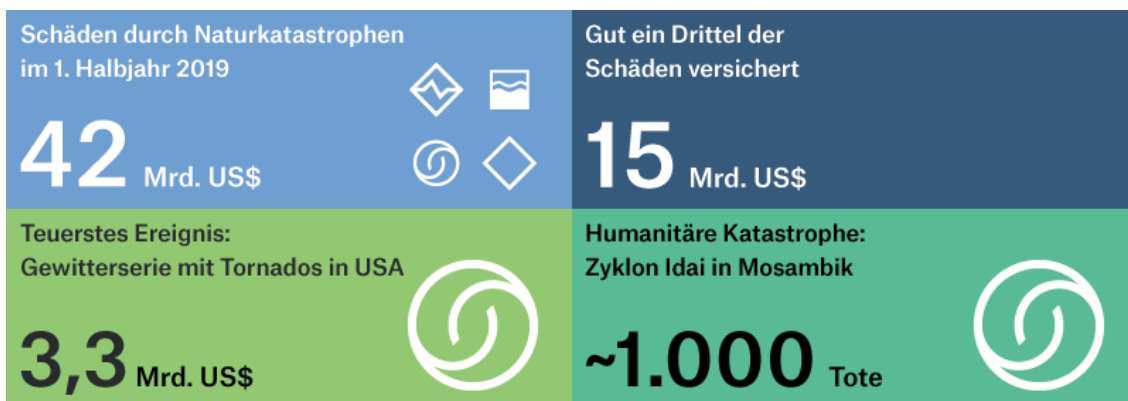 Schäden durch Naturkatastrophen
im 1. Halbjahr 2019
42 Mrd. US$
Gut ein Drittel der
Schäden versichert
15 Mrd. US$
Teuerstes Ereignis:
Gewitterserie mit Tornados in USA
3,3 Mrd. US$
Humanitäre Katastrophe:
Zyklon Idai in Mosambik
~1.000 Tote